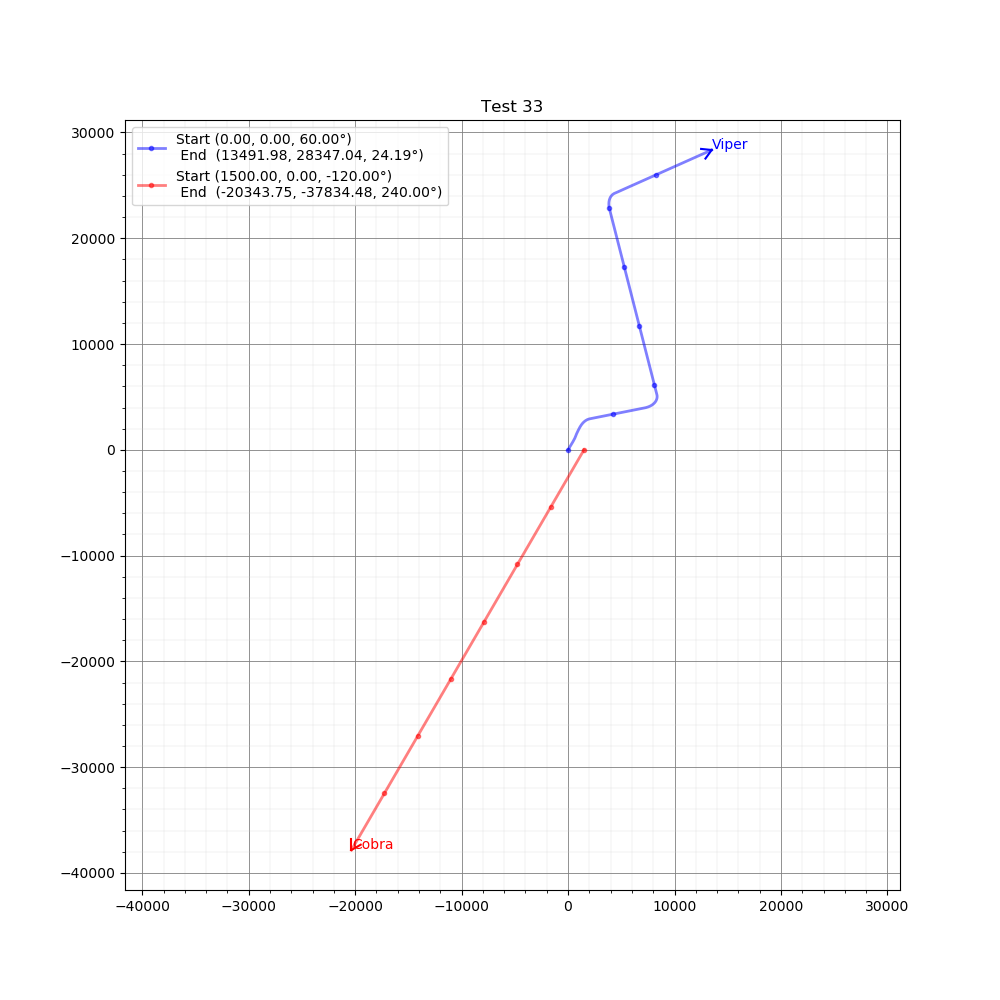 Test 33
Start (0.00, 0.00, 60.00°)
End  (13491.98, 28347.04, 24.19°)
Start (1500.00, 0.00, -120.00°)
End  (-20343.75, -37834.48, 240.00°)
Viper
Cobra
30000
20000
10000
0
−10000
−20000
−30000
−40000
−40000 −30000 −20000 −10000 0 10000 20000 30000